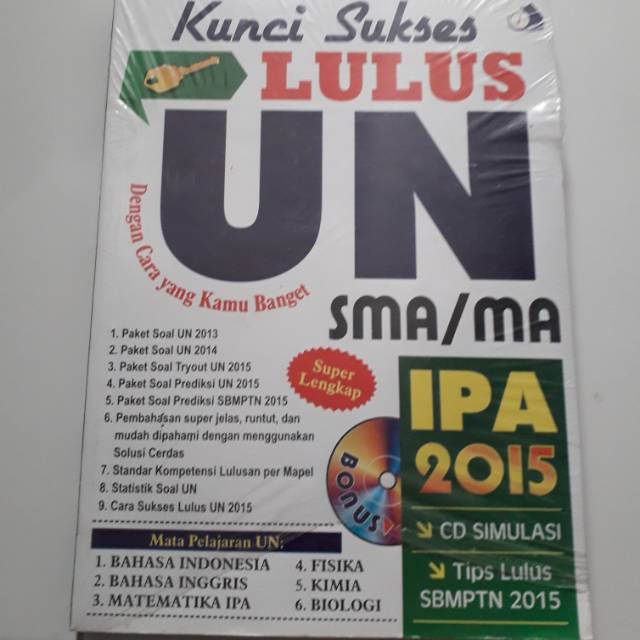 Kunci Sukses
LULUS
UN
Dengan Cara yang Kamu Banget
SMA/MA
1. Paket Soal UN 2013
2. Paket Soal UN 2014
3. Paket Soal Tryout UN 2015
4. Paket Soal Prediksi UN 2015
5. Paket Soal Prediksi SBMPTN 2015
6. Pembahasan super jelas, runtut, dan
mudah dipahami dengan menggunakan
Solusi Cerdas
7. Standar Kompetensi Lulusan per Mapel
8. Statistik Soal UN
9. Cara Sukses Lulus UN 2015
Super
Lengkap
BONUS
IPA
2015
CD SIMULASI
Tips Lulus
SBMPTN 2015
Mata Pelajaran UN:
1. BAHASA INDONESIA
2. BAHASA INGGRIS
3. MATEMATIKA IPA
4. FISIKA
5. KIMIA
6. BIOLOGI